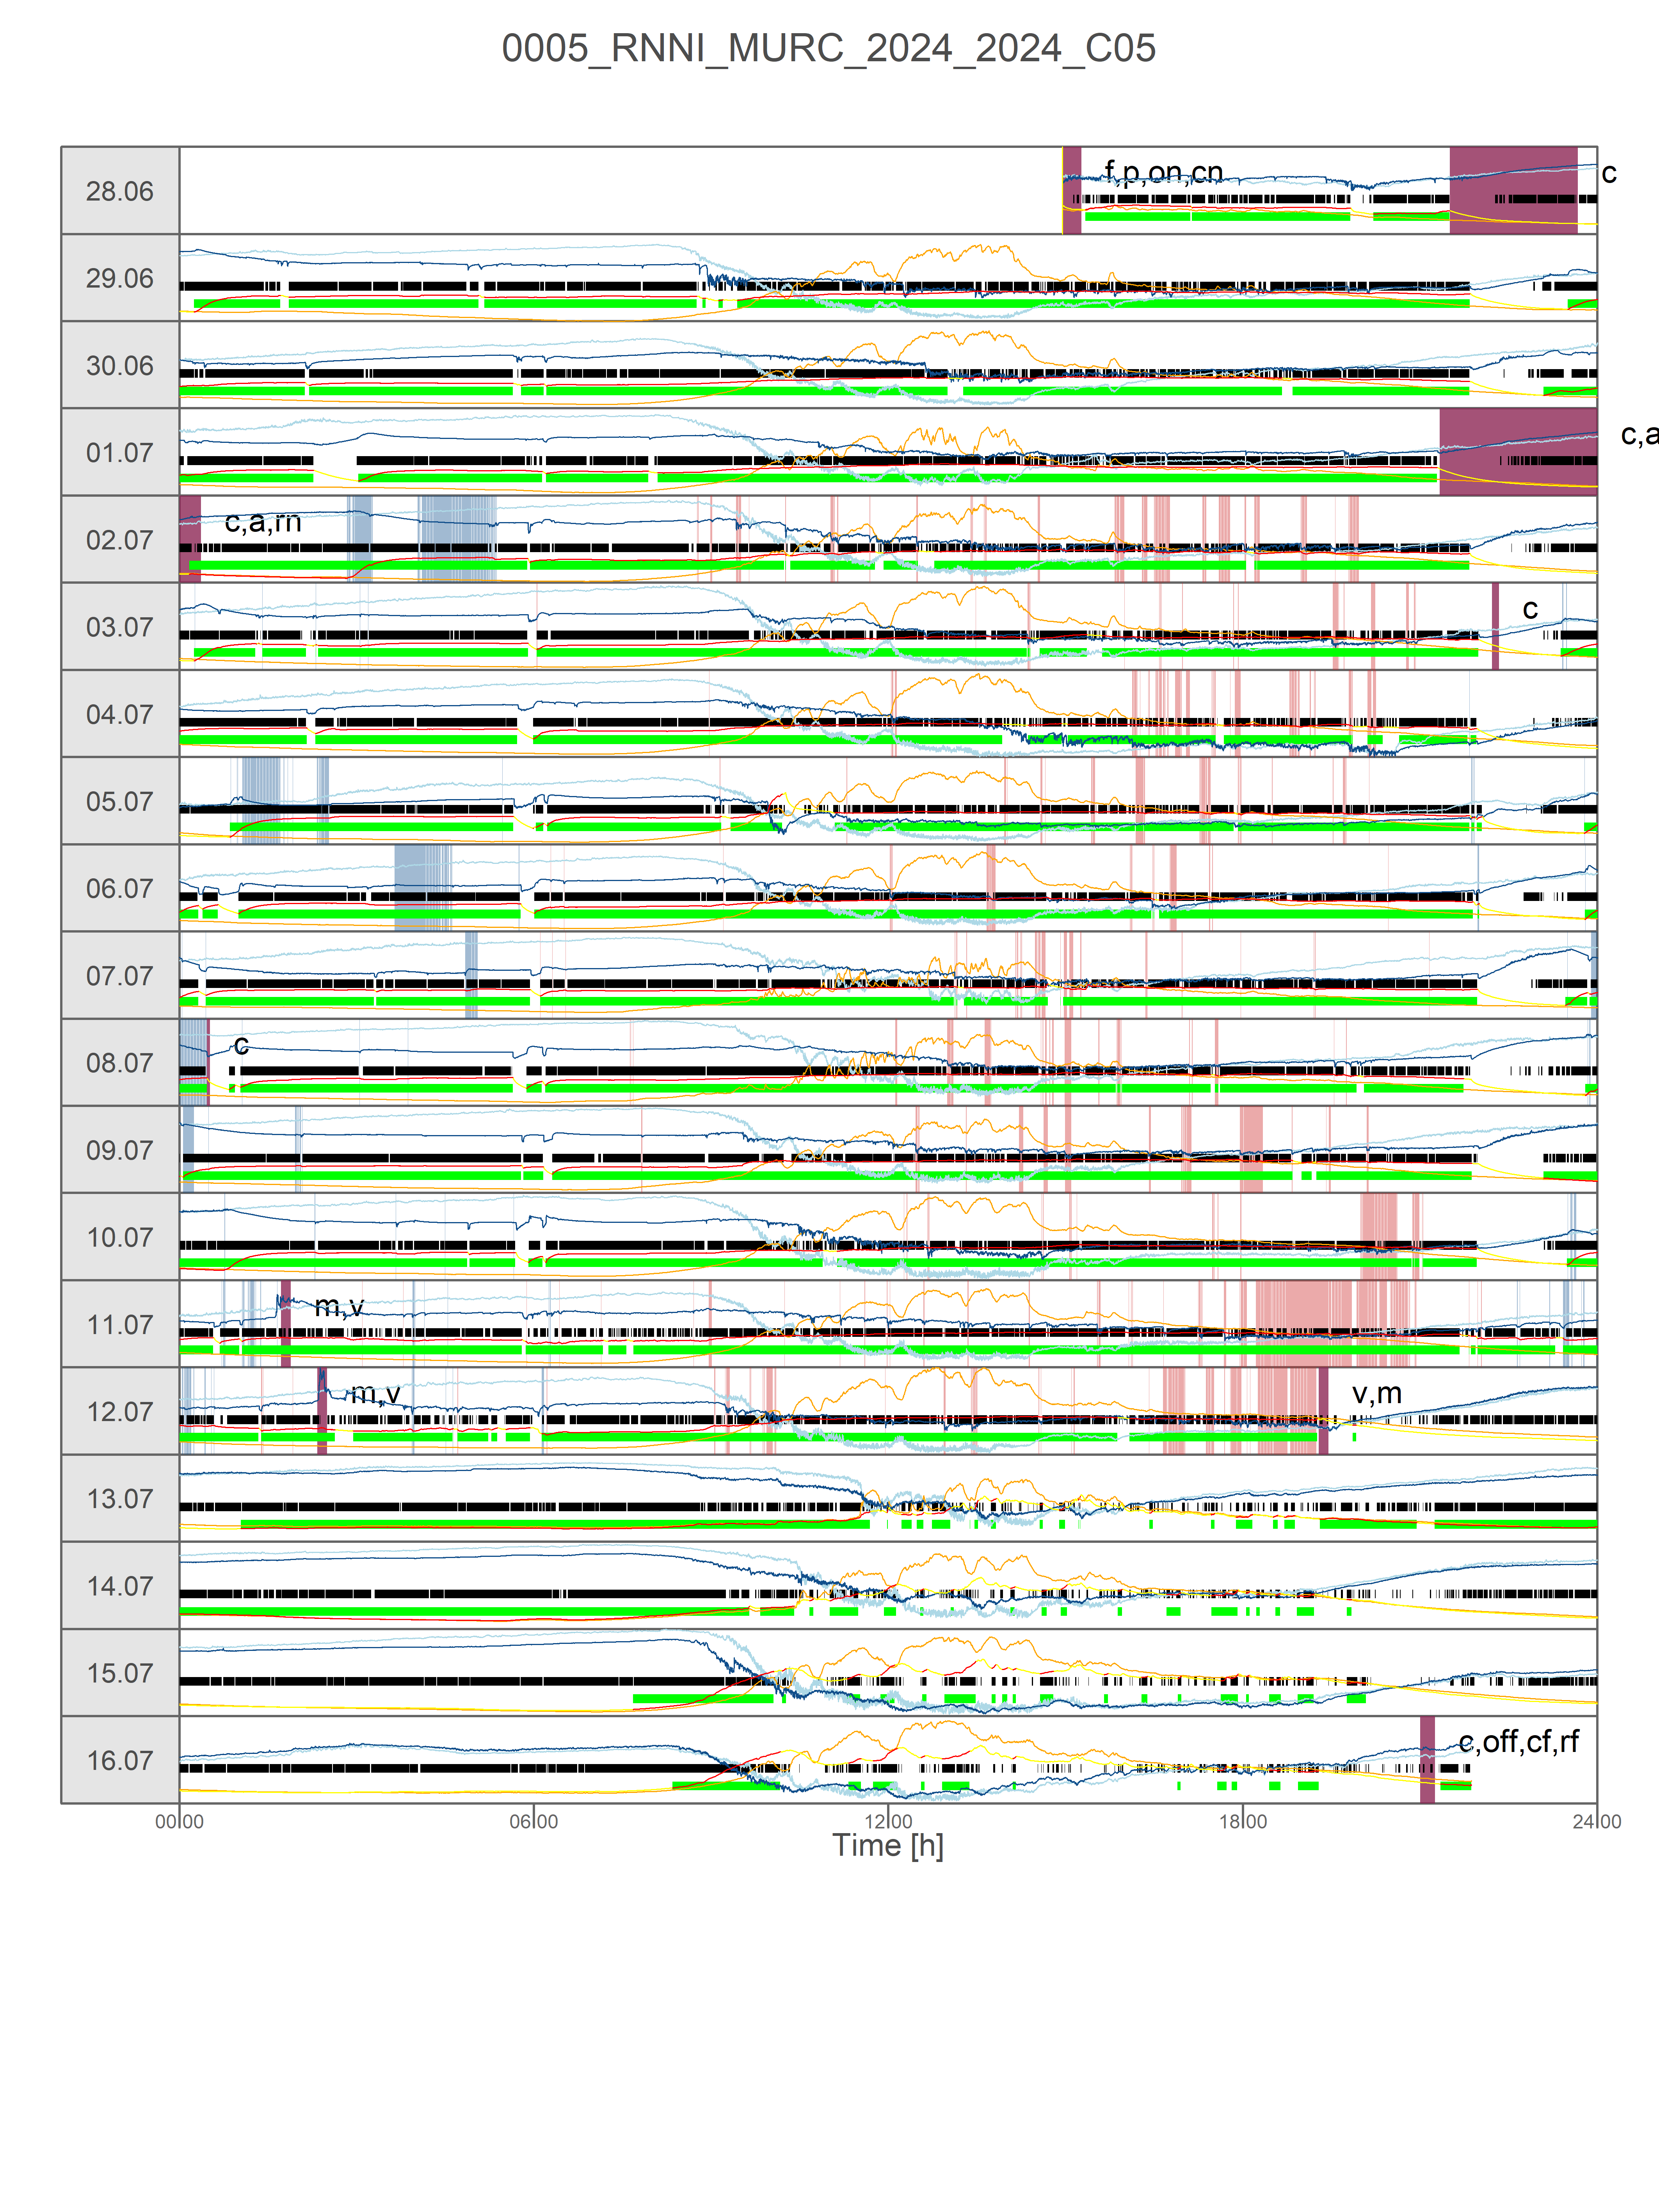 0005_RNNI_MURC_2024_2024_C05
28.06
f,p,on,cn
c
29.06
30.06
01.07
c,a
02.07
c,a,rn
03.07
c
04.07
05.07
06.07
07.07
08.07
c
09.07
10.07
11.07
m,v
12.07
m,v
v,m
13.07
14.07
15.07
16.07
c,off,cf,rf
00:00 06:00 12:00 18:00 24:00
Time [h]